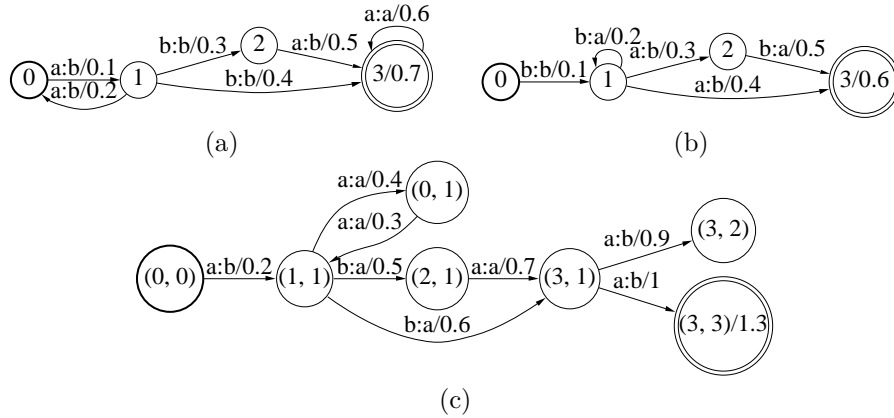 0
a:b/0.1
a:b/0.2
1
b:b/0.3
2
a:b/0.5
b:b/0.4
a:a/0.6
3/0.7
(a)
0
b:b/0.1
1
b:a/0.2
a:b/0.3
2
b:a/0.5
a:b/0.4
3/0.6
(b)
(0, 0)
a:b/0.2
(1, 1)
a:a/0.4
(0, 1)
a:a/0.3
b:a/0.5
(2, 1)
a:a/0.7
b:a/0.6
(3, 1)
a:b/0.9
(3, 2)
a:b/1
(3, 3)/1.3
(c)